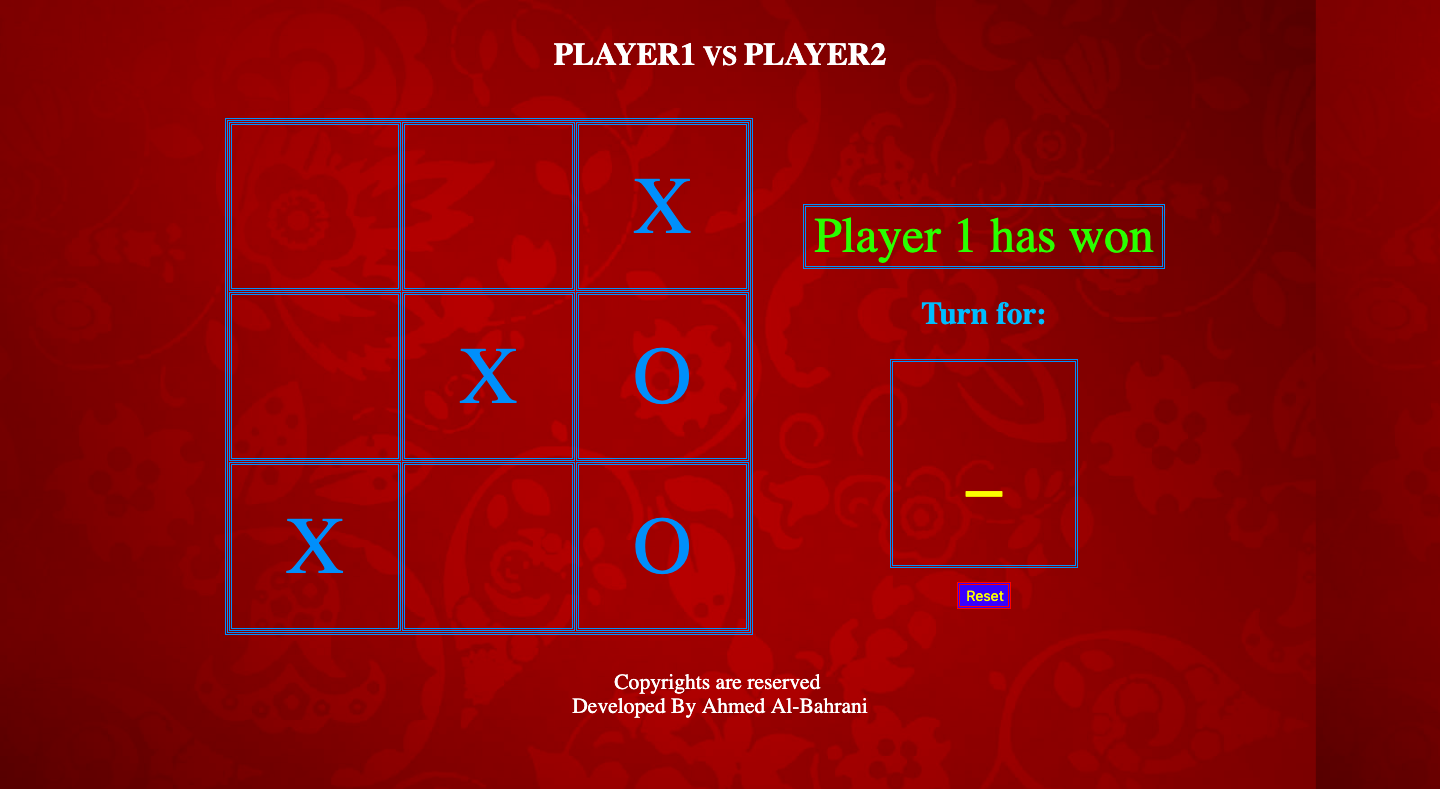 PLAYER1 VS PLAYER2
X
X O
X O
Player 1 has won
Turn for:
_
Reset
Copyrights are reserved
Developed By Ahmed Al-Bahrani